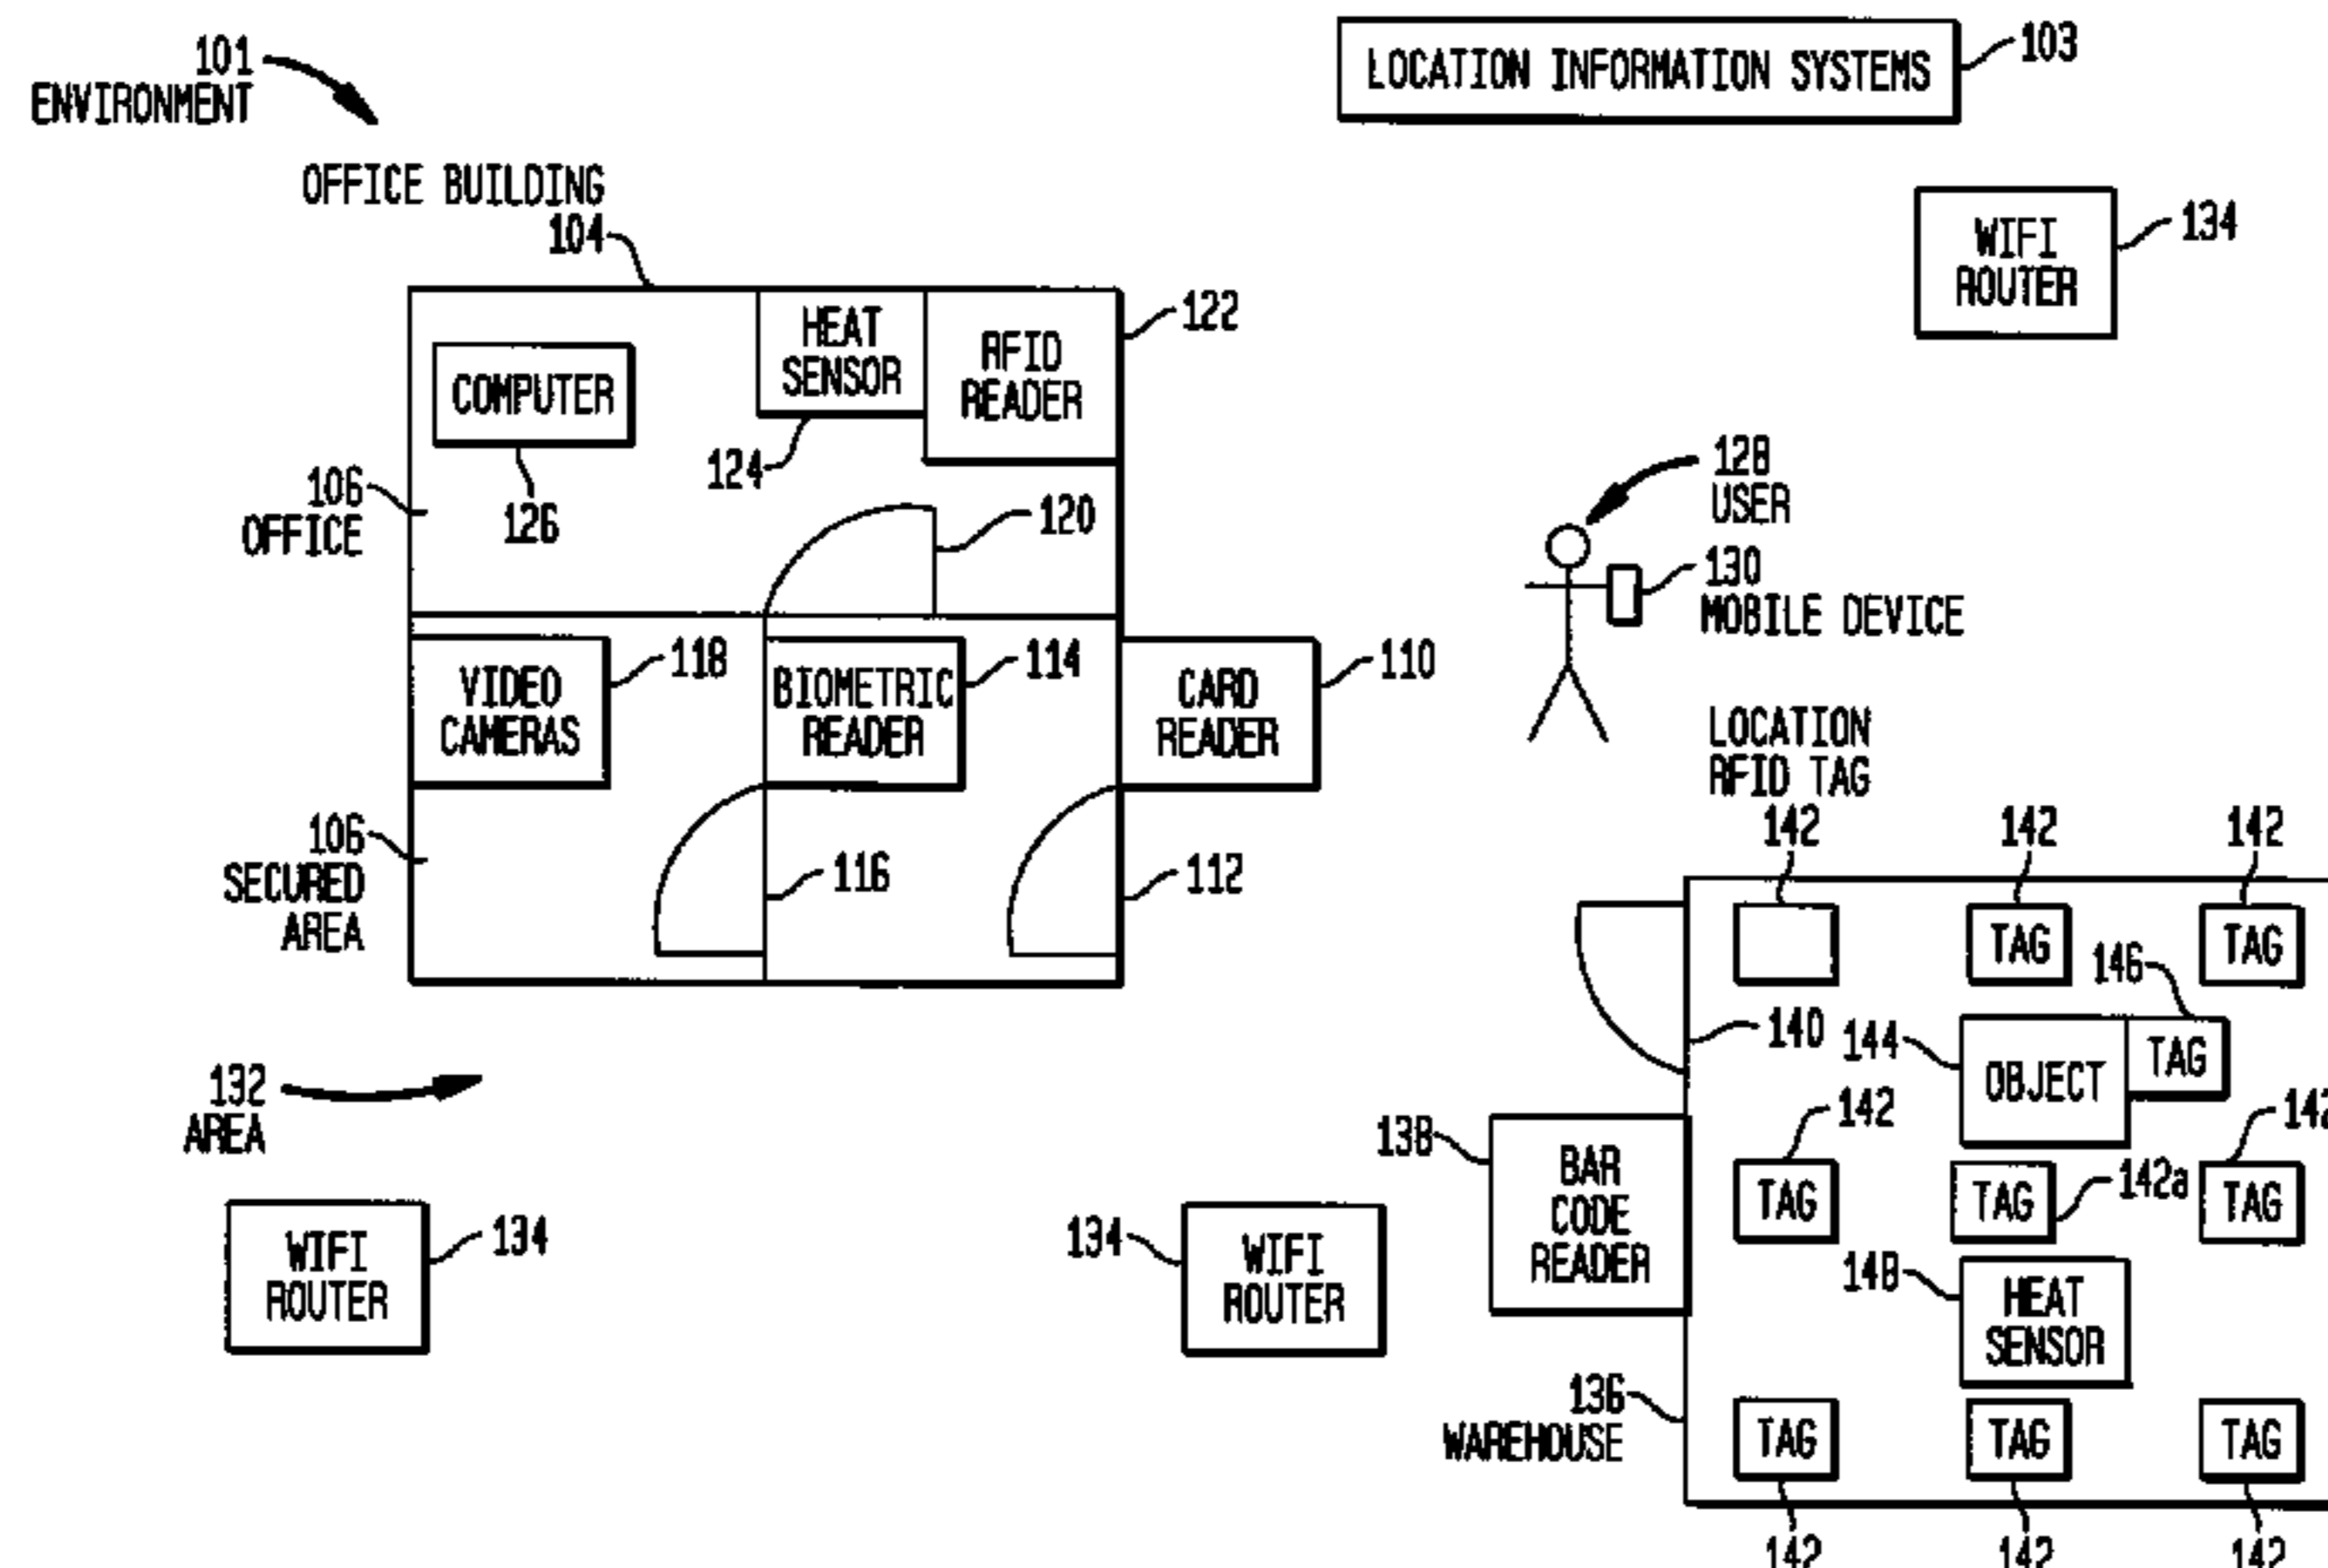 101
ENVIRONMENT
LOCATION INFORMATION SYSTEMS
103
OFFICE BUILDING
104
WIFI
ROUTER
134
HEAT
SENSOR
RFID
READER
122
COMPUTER
124
126
106
OFFICE
120
128
USER
130
MOBILE DEVICE
VIDEO
CAMERAS
118
BIOMETRIC
READER
114
CARD
READER
110
LOCATION
RFID TAG
142
142
142
106
SECURED
AREA
116
112
TAG
TAG
146
140
144
OBJECT
TAG
132
AREA
138
BAR
CODE
READER
142
TAG
TAG
142a
TAG
WIFI
ROUTER
134
134
WIFI
ROUTER
148
HEAT
SENSOR
136
WAREHOUSE
TAG
TAG
TAG
142
142
142